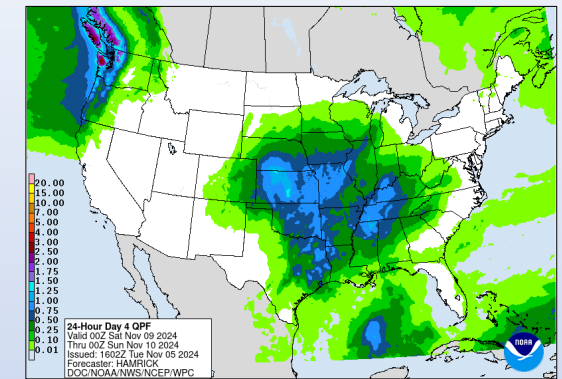 20.00
15.00
10.00
7.00
5.00
4.00
3.00
2.50
2.00
1.75
1.50
1.25
1.00
0.75
0.50
0.25
0.10
0.01
24-Hour Day 4 QPF
Valid 00Z Sat Nov 09 2024
Thru 00Z Sun Nov 10 2024
Issued: 1602Z Tue Nov 05 2024
Forecaster: HAMRICK
DOC/NOAA/NWS/NCEP/WPC
NOAA